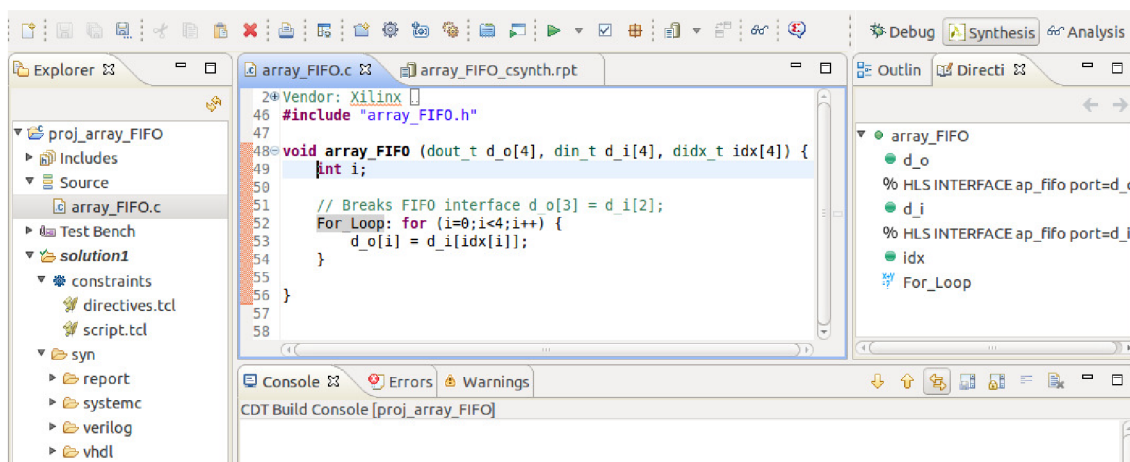 Debug Synthesis Analysis
Explorer
proj_array_FIFO
Includes
Source
array_FIFO.c
Test Bench
solution1
constraints
directives.tcl
script.tcl
syn
report
systemc
verilog
vhdl
array_FIFO.c array_FIFO_csynth.rpt
2 Vendor: Xilinx
46 #include "array_FIFO.h"
47
48 void array_FIFO (dout_t d_o[4], din_t d_i[4], didx_t idx[4]) {
49 int i;
50
51 // Breaks FIFO interface d_o[3] = d_i[2];
52 For_Loop: for (i=0;i<4;i++) {
53 d_o[i] = d_i[idx[i]];
54 }
55
56 }
57
58
Outlin Directi
array_FIFO
d_o
% HLS INTERFACE ap_fifo port=d_o
d_i
% HLS INTERFACE ap_fifo port=d_i
idx
For_Loop
Console Errors Warnings
CDT Build Console [proj_array_FIFO]